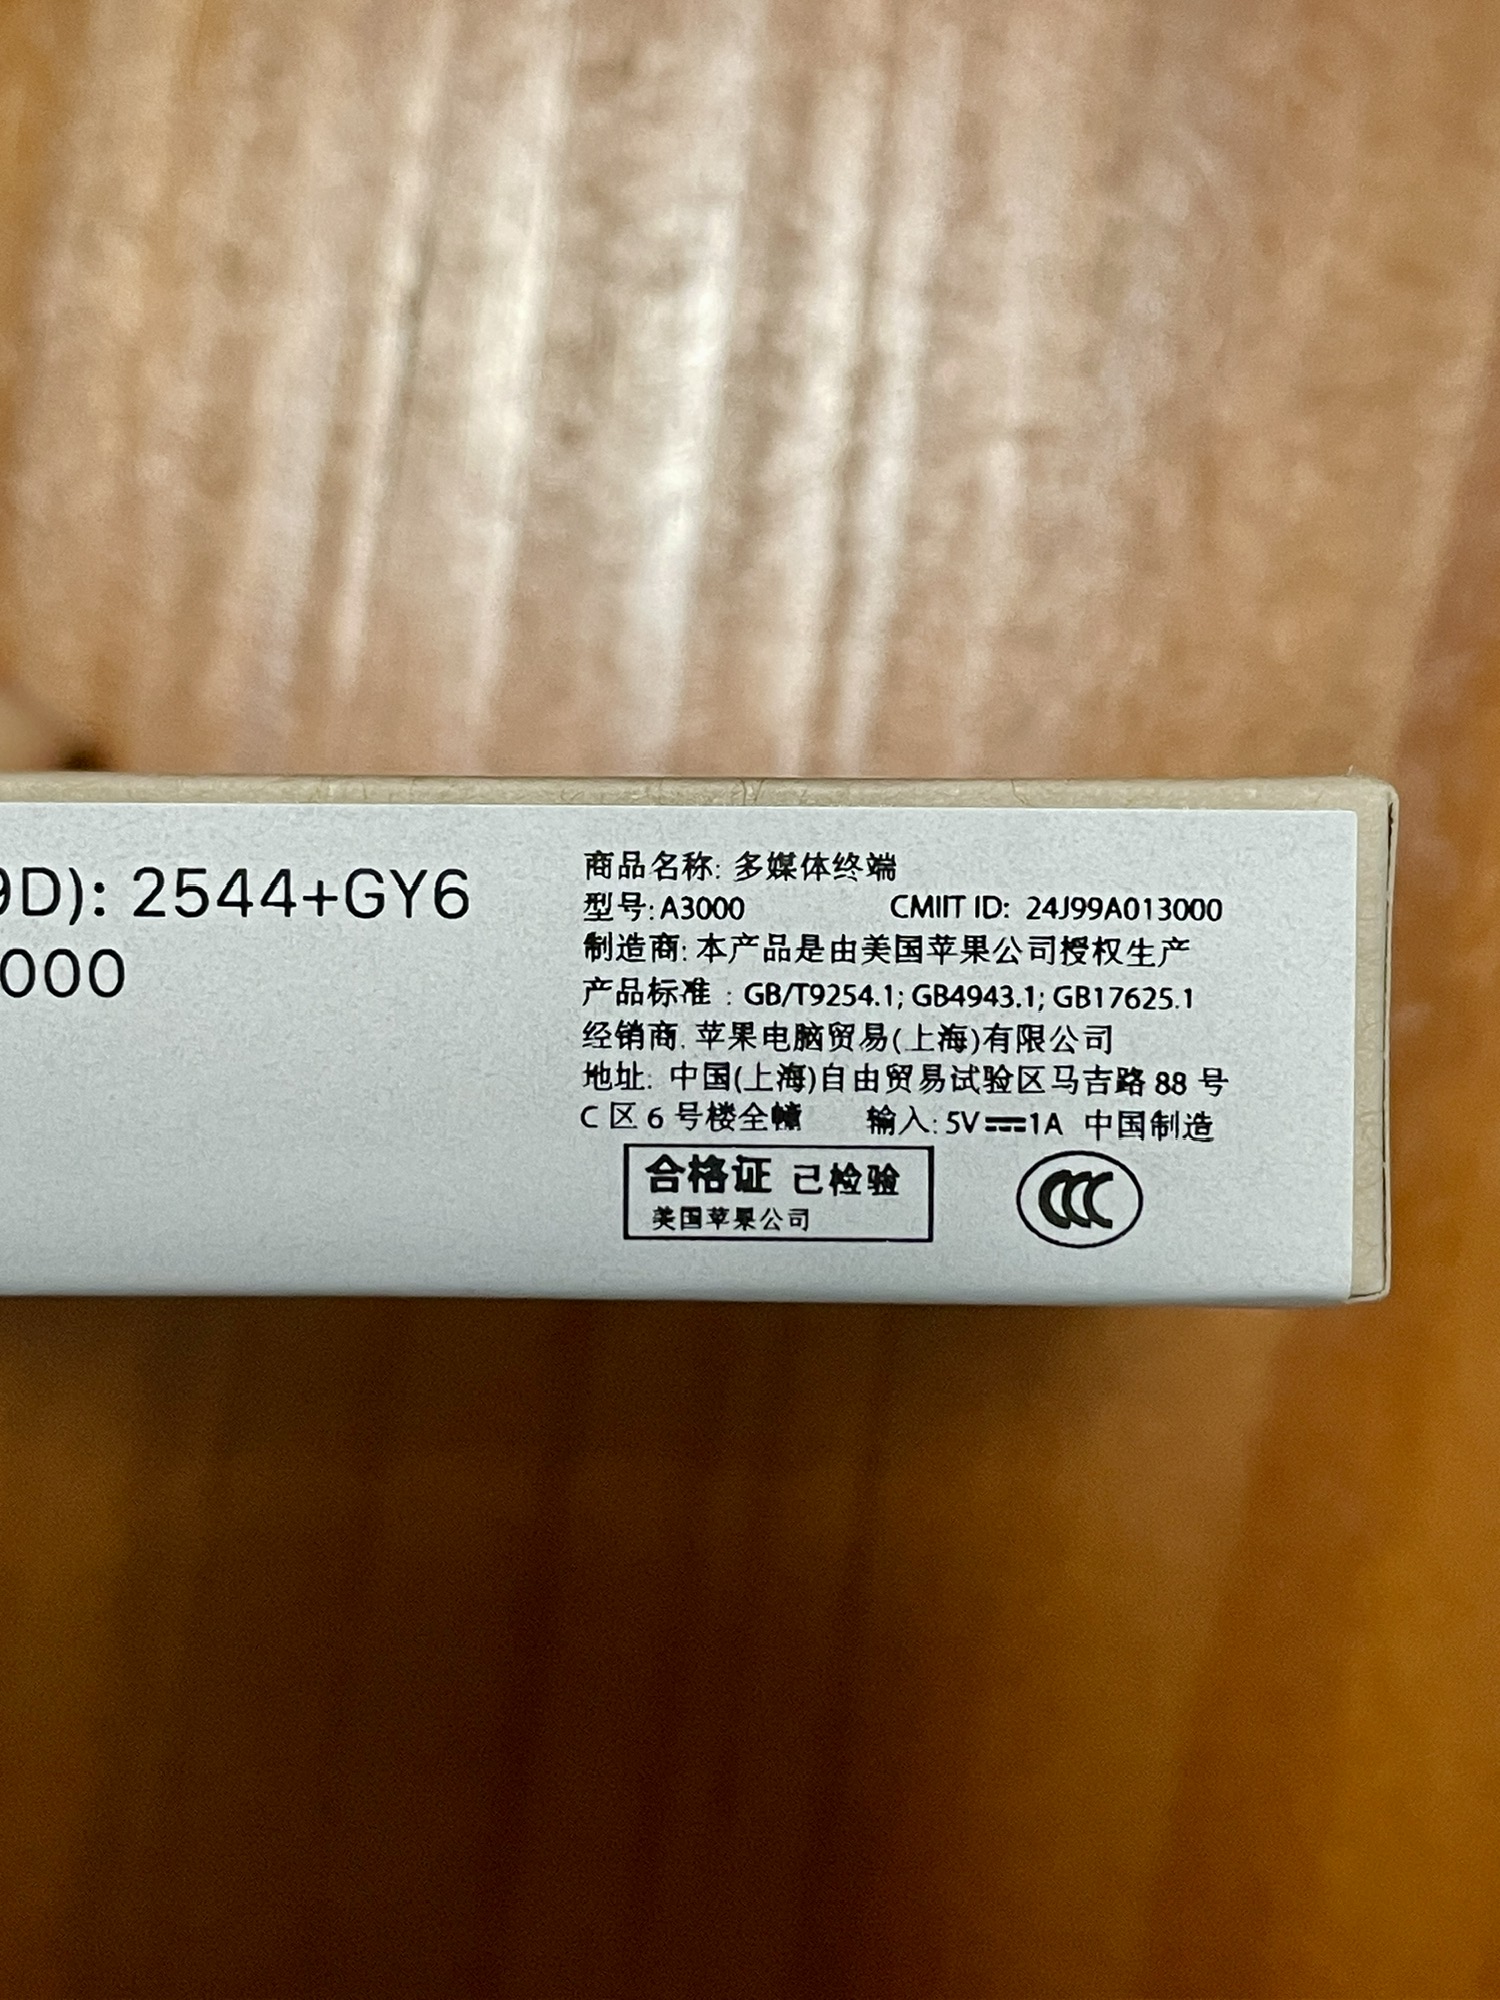 9D): 2544+GY6
000
商品名称: 多媒体终端
型号: A3000 CMIIT ID: 24J99A013000
制造商: 本产品是由美国苹果公司授权生产
产品标准 : GB/T9254.1; GB4943.1; GB17625.1
经销商: 苹果电脑贸易(上海)有限公司
地址: 中国(上海)自由贸易试验区马吉路 88 号
C 区 6 号楼全幢 输入: 5V⎓1A 中国制造
合格证 已检验
美国苹果公司
CCC